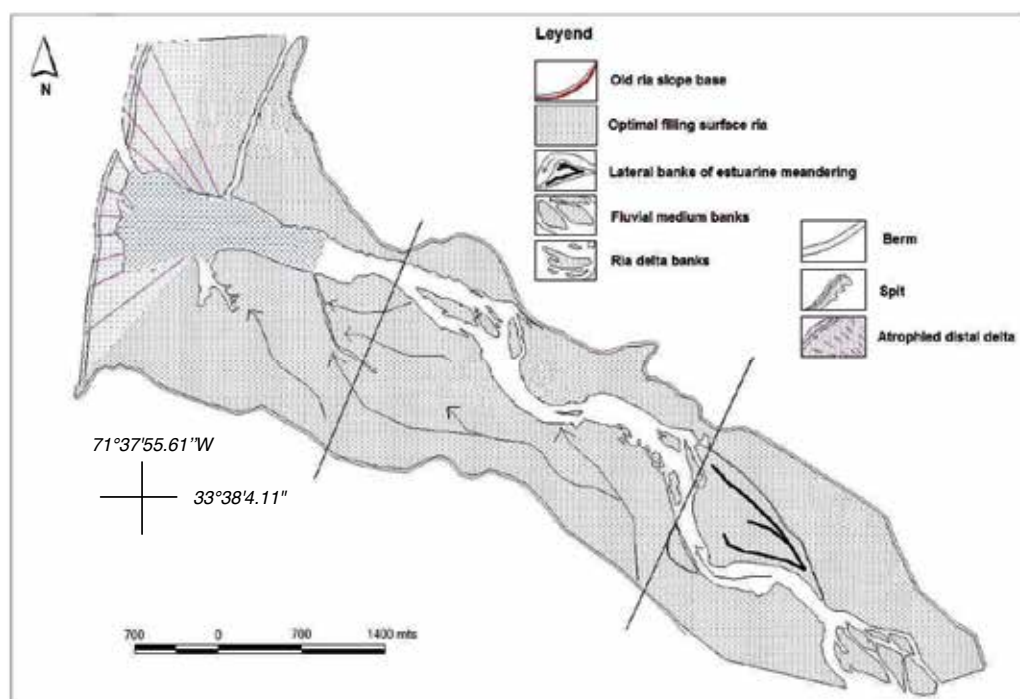 N
Leyend
Old ria slope base
Optimal filling surface ria
Lateral banks of estuarine meandering
Fluvial medium banks
Ria delta banks
Berm
Spit
Atrophled distal delta
71°37'55.61"W
33°38'4.11"
700 0 700 1400 mts